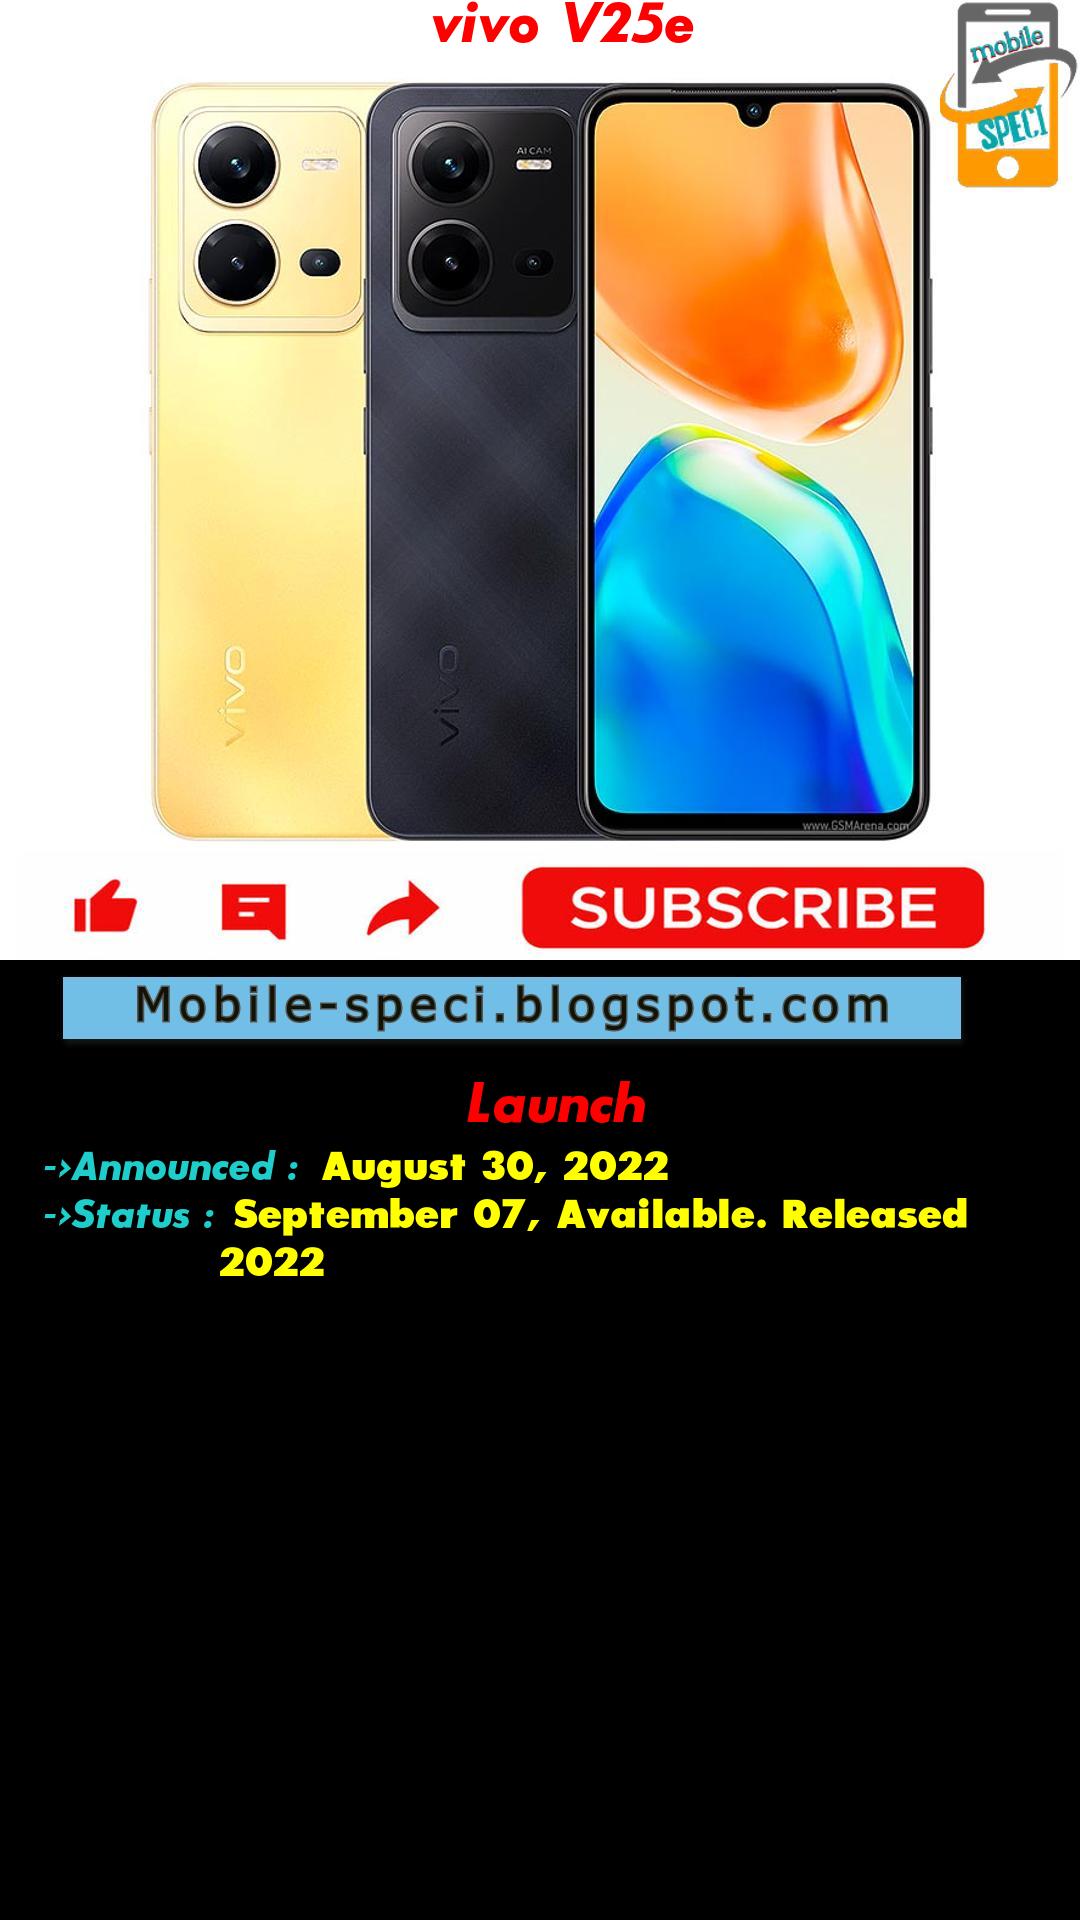 vivo V25e
mobile
SPECI
AI CAM
AI CAM
vivo
vivo
www.GSMArena.com
SUBSCRIBE
Mobile-speci.blogspot.com
Launch
->Announced : August 30, 2022
->Status : September 07, Available. Released
2022